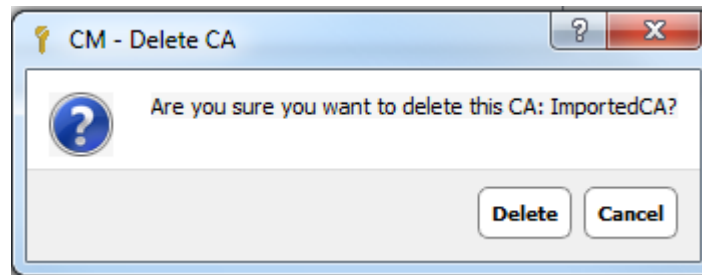 CM - Delete CA
Are you sure you want to delete this CA: ImportedCA?
Delete
Cancel